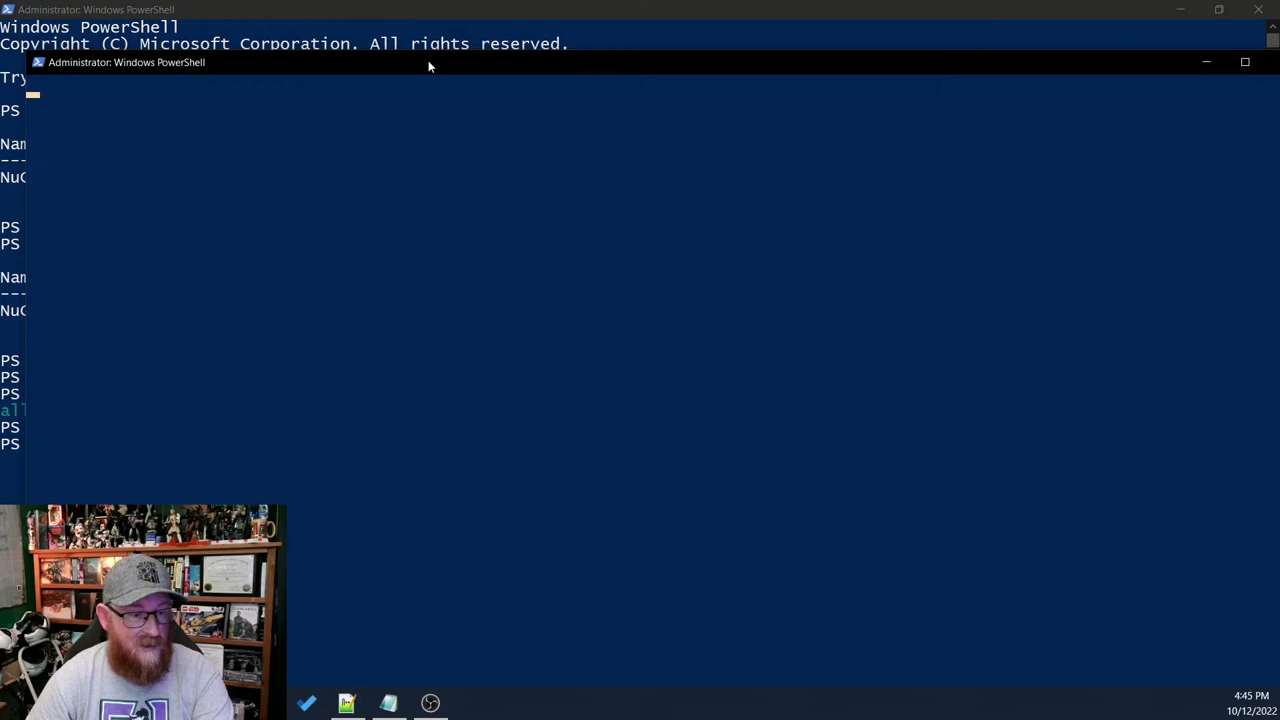 Administrator: Windows PowerShell
Windows PowerShell
Copyright (C) Microsoft Corporation. All rights reserved.
Administrator: Windows PowerShell
Try
PS
Nam
---
NuG
PS
PS
Nam
---
NuG
PS
PS
PS
all
PS
PS
4:45 PM
10/12/2022